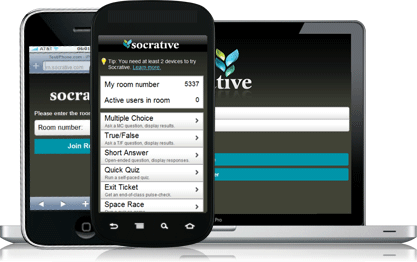 AT&T
socrative
Please enter the roo
Room number:
Join Ro
socrative
Tip: You need at least 2 devices to try
Socrative. Learn more.
My room number 5337
Active users in room 0
Multiple Choice
Ask a MC question, display results.
True/False
Ask a T/F question, display results.
Short Answer
Open-ended question, display responses.
Quick Quiz
Run a self-paced quiz.
Exit Ticket
Get an end-of-class pulse check.
Space Race
tive
Pro